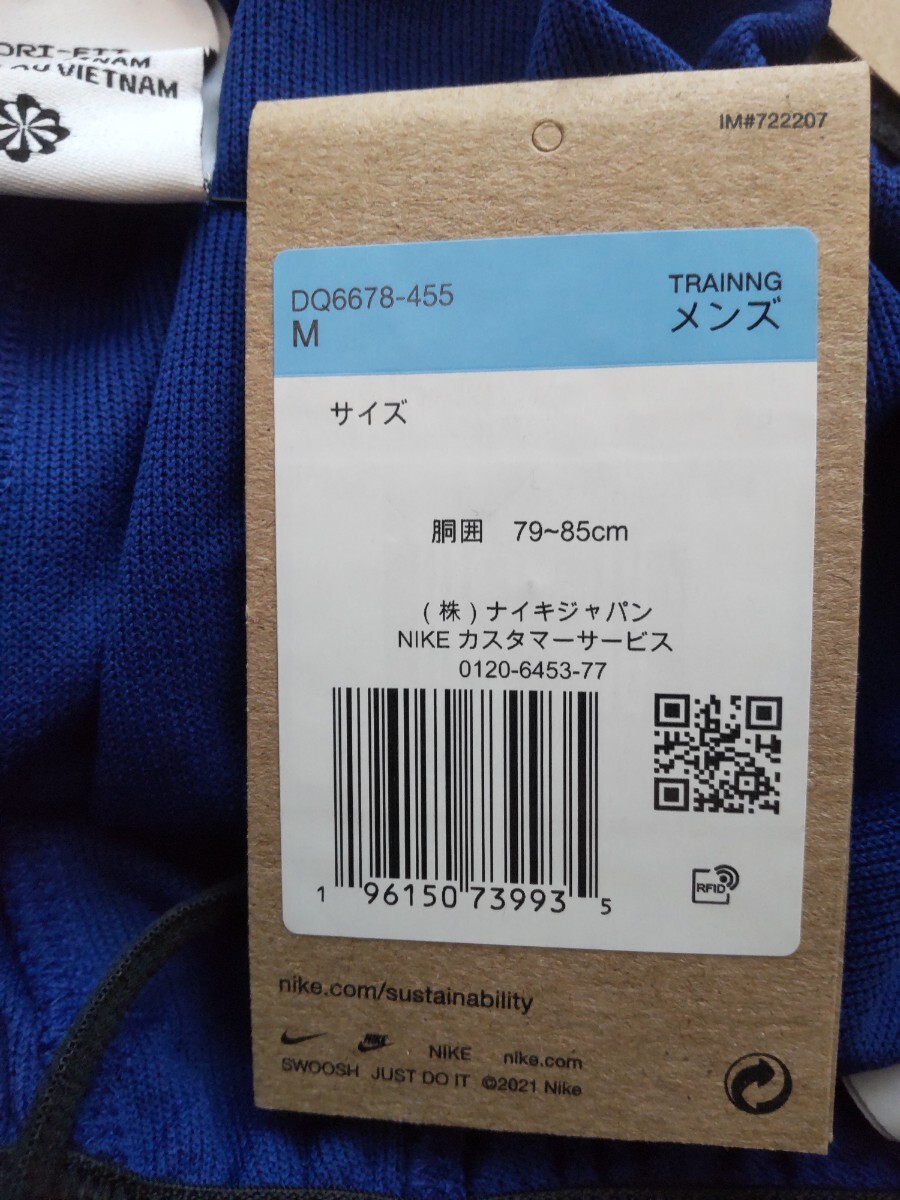 DRI-FIT
VIETNAM
IM#722207
DQ6678-455
M
TRAINNG
メンズ
サイズ
胴囲 79~85cm
(株)ナイキジャパン
NIKE カスタマーサービス
0120-6453-77
1 96150 73993 5
RFID
nike.com/sustainability
NIKE NIKE nike.com
SWOOSH JUST DO IT ©2021 Nike